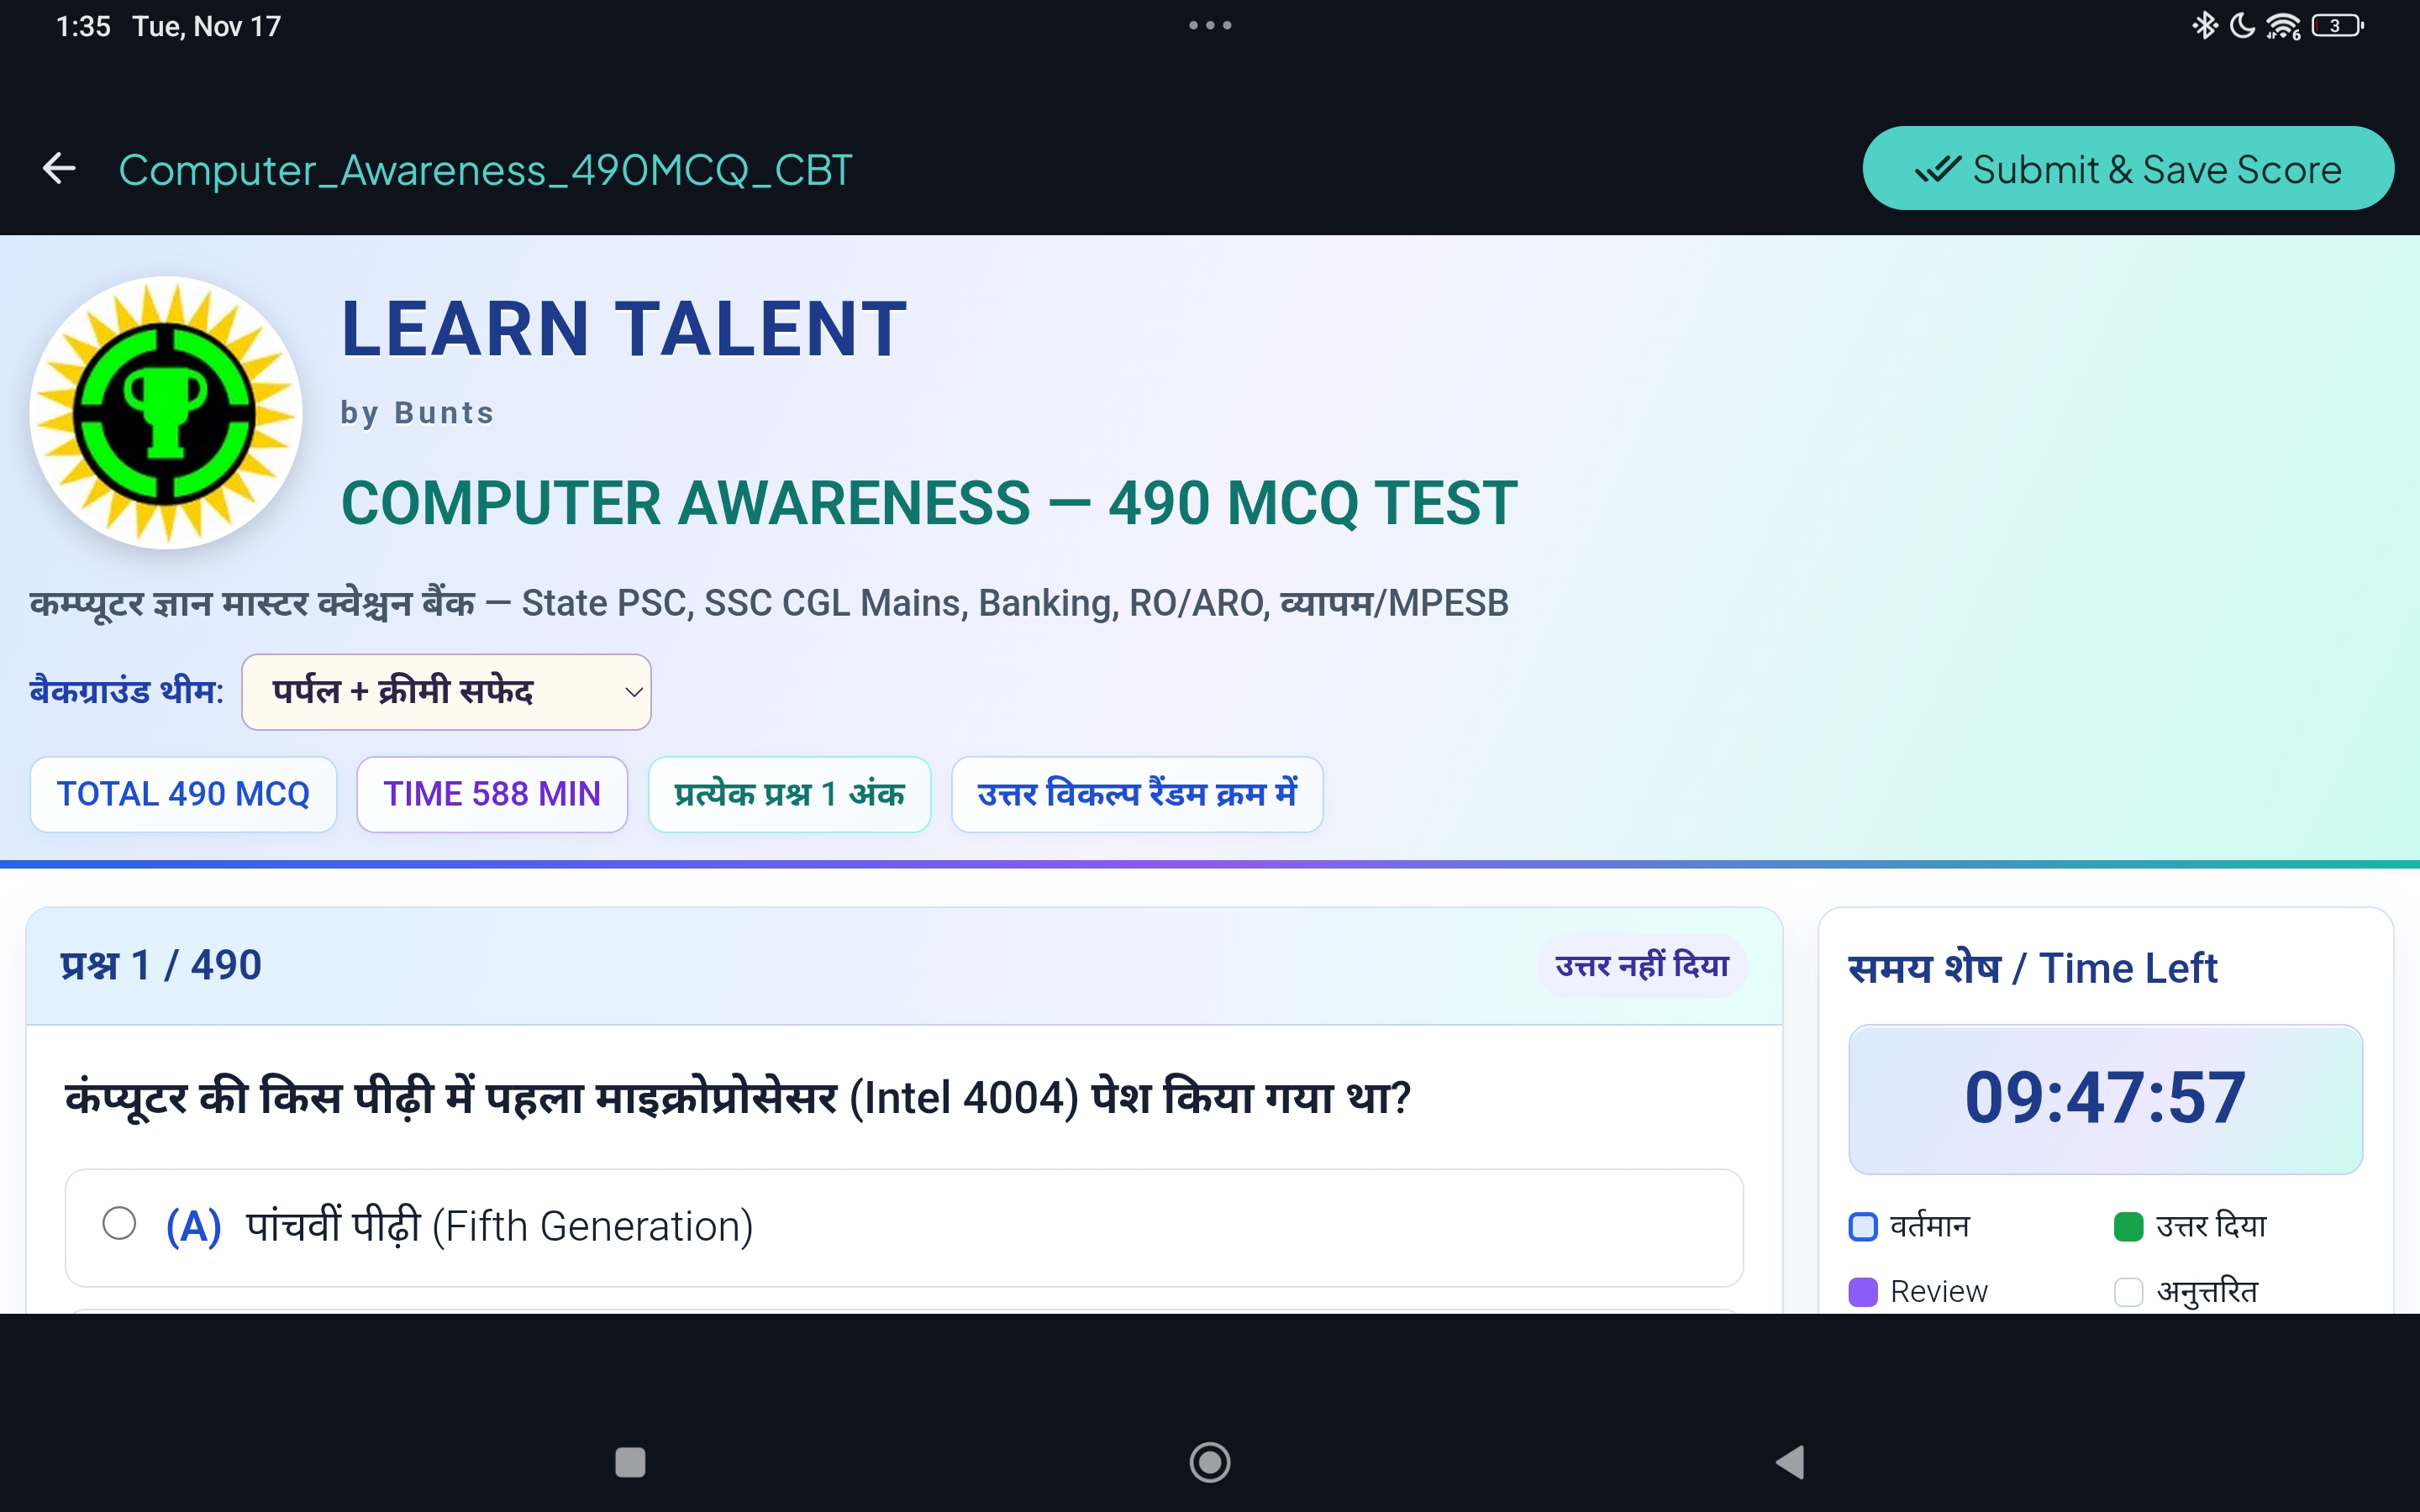 1:35 Tue, Nov 17
6
3
Computer_Awareness_490MCQ_CBT
Submit & Save Score
LEARN TALENT
by Bunts
COMPUTER AWARENESS — 490 MCQ TEST
कम्प्यूटर ज्ञान मास्टर क्वेश्चन बैंक — State PSC, SSC CGL Mains, Banking, RO/ARO, व्यापम/MPESB
बैकग्राउंड थीम: पर्पल + क्रीमी सफेद
TOTAL 490 MCQ TIME 588 MIN प्रत्येक प्रश्न 1 अंक उत्तर विकल्प रैंडम क्रम में
प्रश्न 1 / 490 उत्तर नहीं दिया
कंप्यूटर की किस पीढ़ी में पहला माइक्रोप्रोसेसर (Intel 4004) पेश किया गया था?
(A) पांचवीं पीढ़ी (Fifth Generation)
समय शेष / Time Left
09:47:57
वर्तमान उत्तर दिया
Review अनुत्तरित